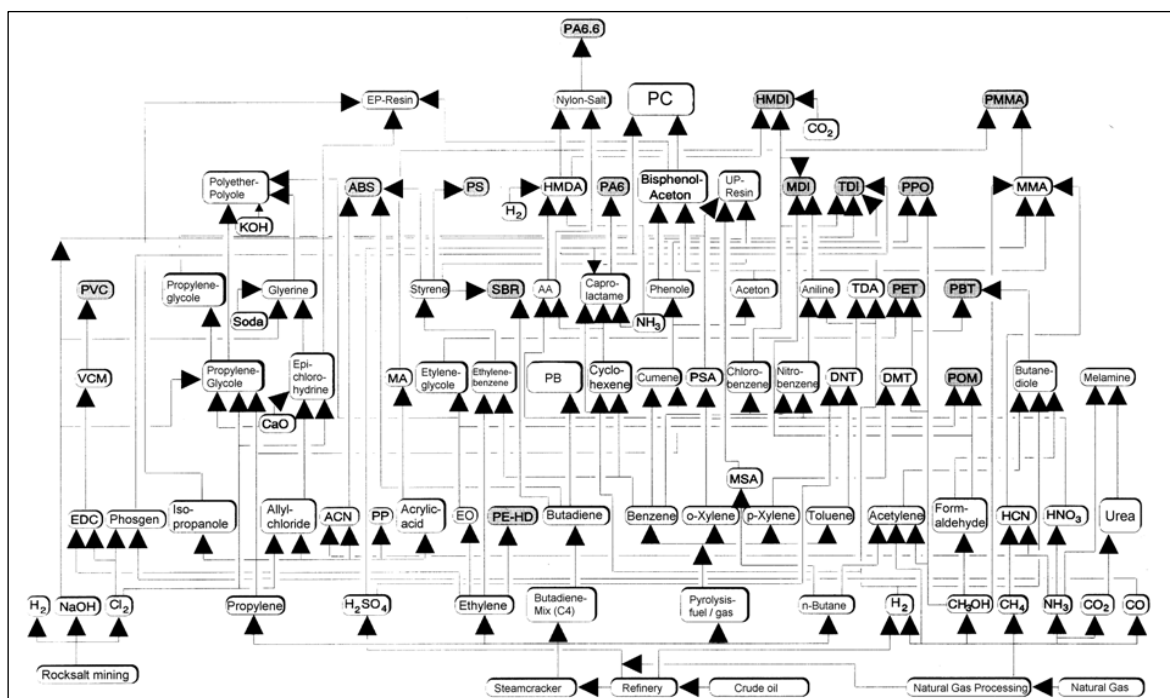 PA6.6
EP-Resin
Nylon-Salt
PC
HMDI
PMMA
CO2
Polyether-
Polyole
ABS
PS
HMDA
PA6
Bisphenol-
Aceton
UP-
Resin
MDI
TDI
PPO
MMA
H2
KOH
PVC
Propylene-
glycole
Glyerine
Styrene
SBR
AA
Capro-
lactame
Phenole
Aceton
Aniline
TDA
PET
PBT
Soda
NH3
VCM
Propylene-
Glycole
Epi-
chloro-
hydrine
MA
Etylene-
glycole
Ethylene-
benzene
PB
Cyclo-
hexene
Cumene
PSA
Chloro-
benzene
Nitro-
benzene
DNT
DMT
POM
Butane-
diole
Melamine
CaO
MSA
EDC
Phosgen
Iso-
propanole
Allyl-
chloride
ACN
PP
Acrylic-
acid
EO
PE-HD
Butadiene
Benzene
o-Xylene
p-Xylene
Toluene
Acetylene
Form-
aldehyde
HCN
HNO3
Urea
H2
NaOH
Cl2
Propylene
H2SO4
Ethylene
Butadiene-
Mix (C4)
Pyrolysis-
fuel / gas
n-Butane
H2
CH3OH
CH4
NH3
CO2
CO
Rocksalt mining
Steamcracker
Refinery
Crude oil
Natural Gas Processing
Natural Gas